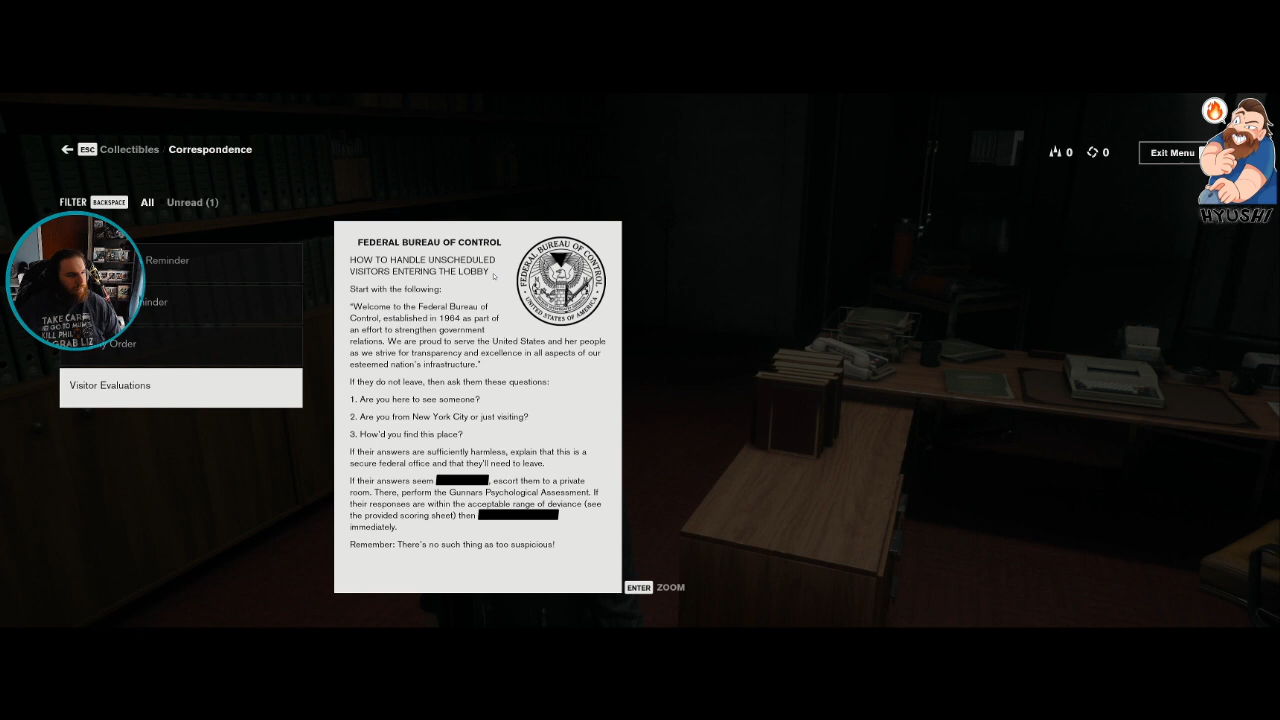 ESC Collectibles / Correspondence
0 0
Exit Menu
HYUSHI
FILTER BACKSPACE All Unread (1)
Reminder
Order
Visitor Evaluations
TAKE CARE
GO TO
KILL PHIL
GRAB LIZ
FEDERAL BUREAU OF CONTROL
HOW TO HANDLE UNSCHEDULED
VISITORS ENTERING THE LOBBY
FEDERAL BUREAU OF CONTROL
UNITED STATES OF AMERICA
Start with the following:
"Welcome to the Federal Bureau of
Control, established in 1964 as part of
an effort to strengthen government
relations. We are proud to serve the United States and her people
as we strive for transparency and excellence in all aspects of our
esteemed nation's infrastructure."
If they do not leave, then ask them these questions:
1. Are you here to see someone?
2. Are you from New York City or just visiting?
3. How'd you find this place?
If their answers are sufficiently harmless, explain that this is a
secure federal office and that they'll need to leave.
If their answers seem , escort them to a private
room. There, perform the Gunnars Psychological Assessment. If
their responses are within the acceptable range of deviance (see
the provided scoring sheet) then
immediately.
Remember: There's no such thing as too suspicious!
ENTER ZOOM